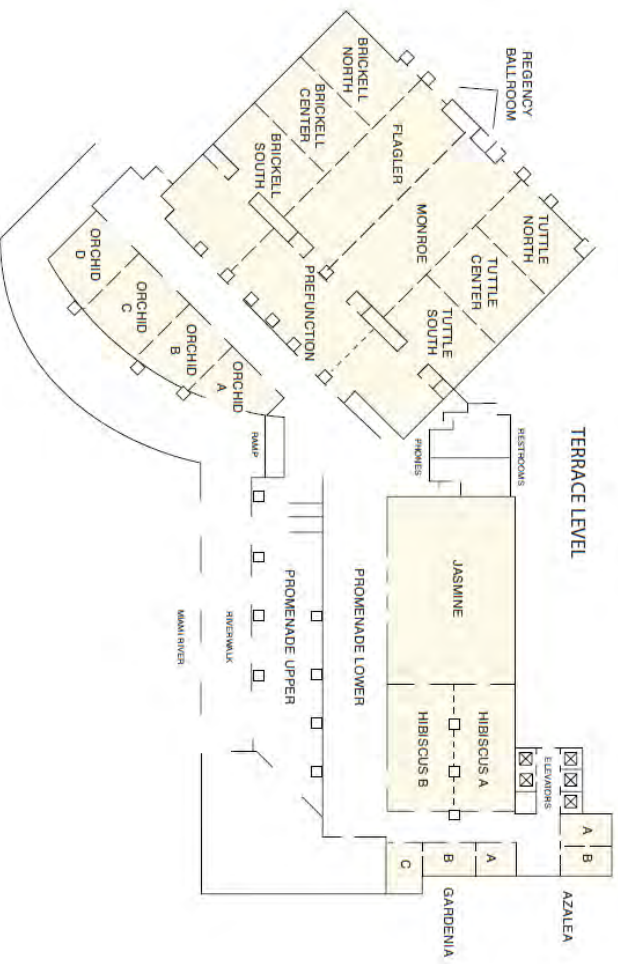 TERRACE LEVEL
REGENCY
BALLROOM
BRICKELL
NORTH
BRICKELL
CENTER
BRICKELL
SOUTH
FLAGLER
MONROE
TUTTLE
NORTH
TUTTLE
CENTER
TUTTLE
SOUTH
PREFUNCTION
ORCHID
D
ORCHID
C
ORCHID
B
ORCHID
A
RAMP
PHONES
RESTROOMS
JASMINE
HIBISCUS A
HIBISCUS B
PROMENADE LOWER
PROMENADE UPPER
RIVERWALK
MIAMI RIVER
ELEVATORS
A
B
AZALEA
A
B
C
GARDENIA